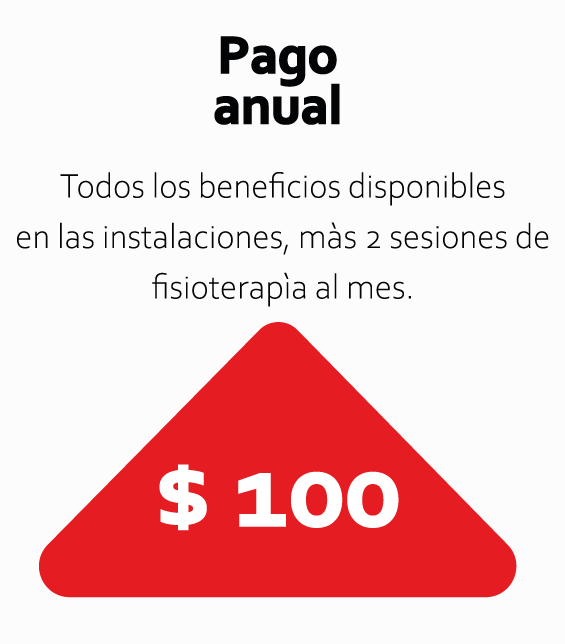 Pago
anual
Todos los beneficios disponibles
en las instalaciones, màs 2 sesiones de
fisioterapìa al mes.
$ 100